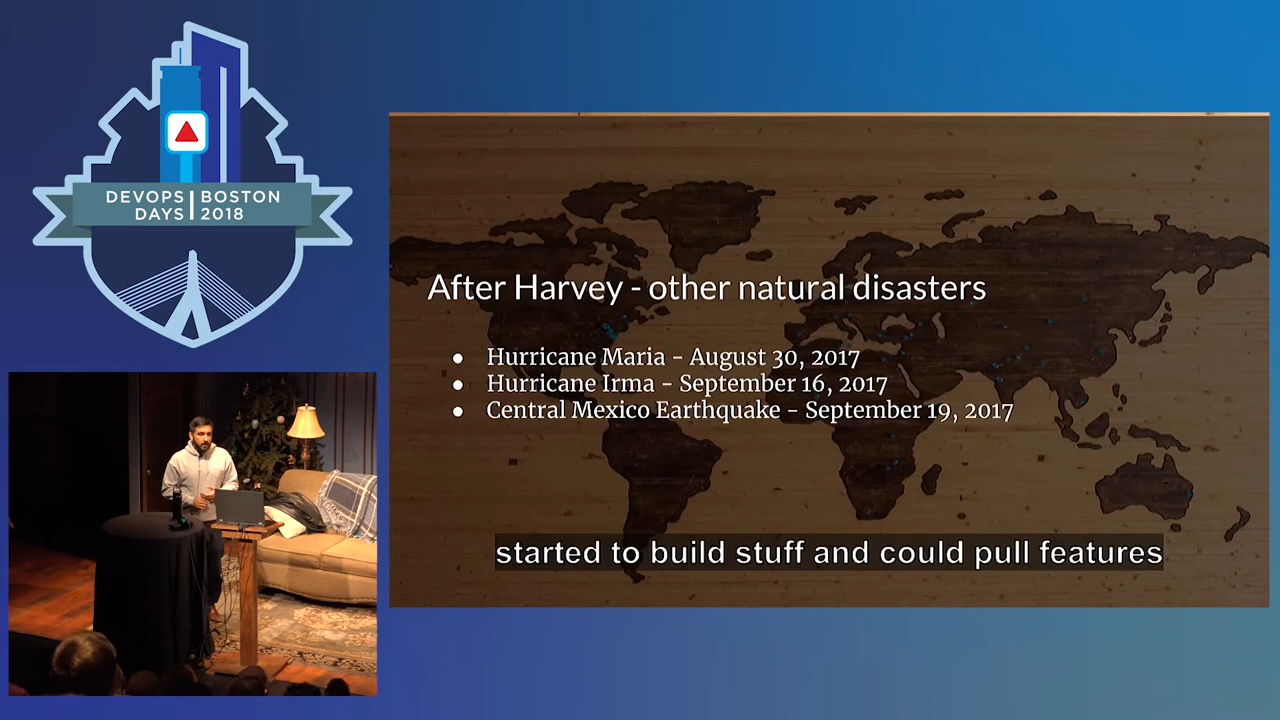 DEVOPS BOSTON
DAYS 2018
After Harvey - other natural disasters
● Hurricane Maria - August 30, 2017
● Hurricane Irma - September 16, 2017
● Central Mexico Earthquake - September 19, 2017
started to build stuff and could pull features